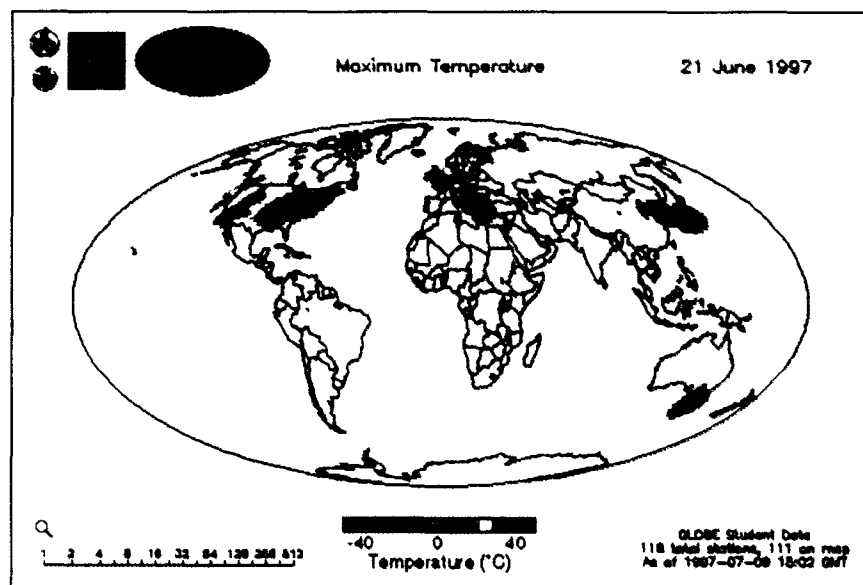 Maximum Temperature
21 June 1997
1 2 4 8 16 32 64 128 256 512
-40 0 40
Temperature (°C)
GLOBE Student Data
118 total stations, 111 on map
As of 1997-07-09 18:02 GMT